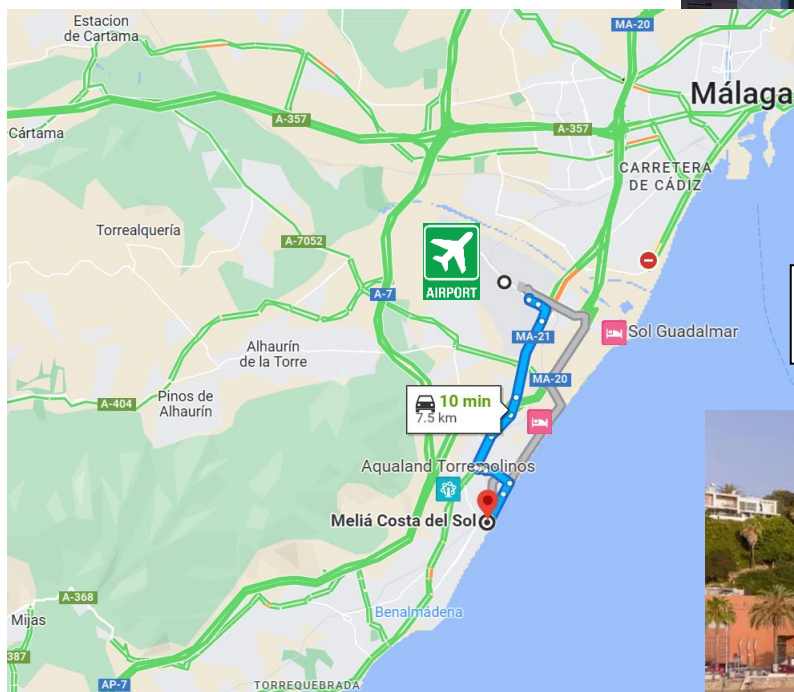 Estacion
de Cartama
MA-20
Málaga
A-357
A-357
Cártama
CARRETERA
DE CÁDIZ
Torrealquería
A-7052
AIRPORT
A-7
MA-21
Sol Guadalmar
Alhaurín
de la Torre
MA-20
A-404
Pinos de
Alhaurín
10 min
7.5 km
Aqualand Torremolinos
Meliá Costa del Sol
A-368
Mijas
Benalmádena
387
AP-7
TORREQUEBRADA